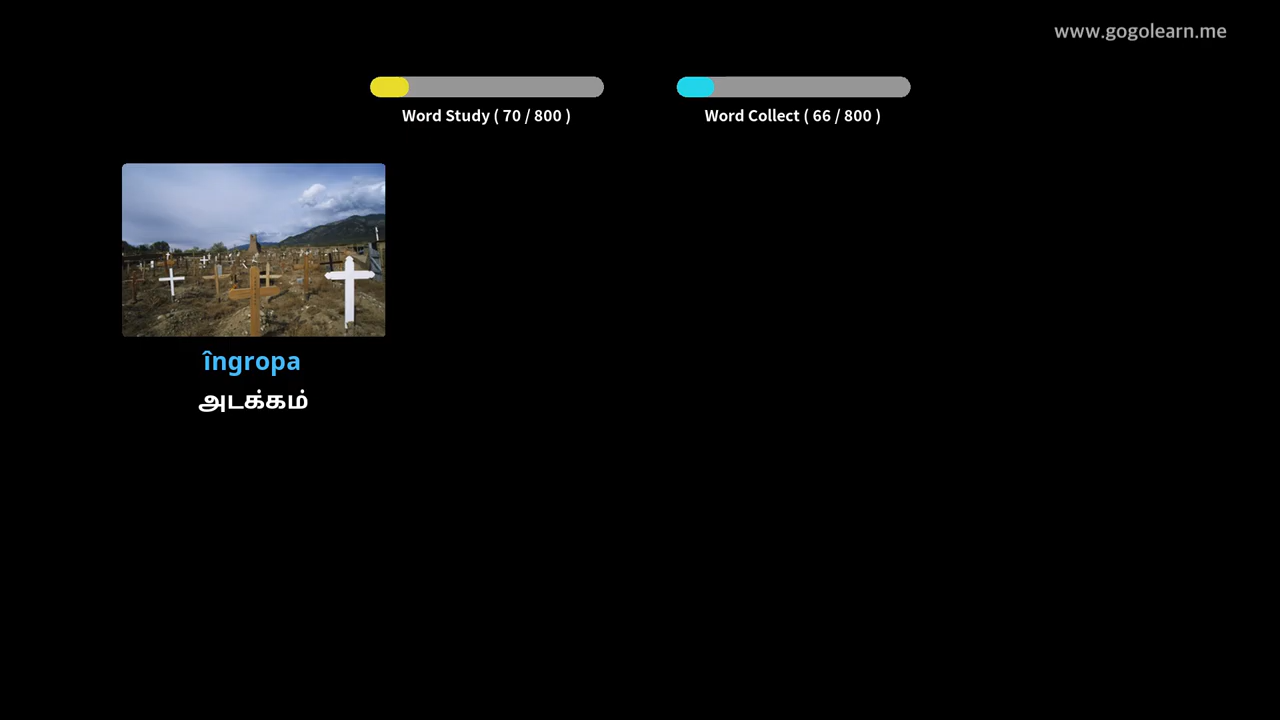 www.gogolearn.me
Word Study ( 70 / 800 )
Word Collect ( 66 / 800 )
îngropa
அடக்கம்